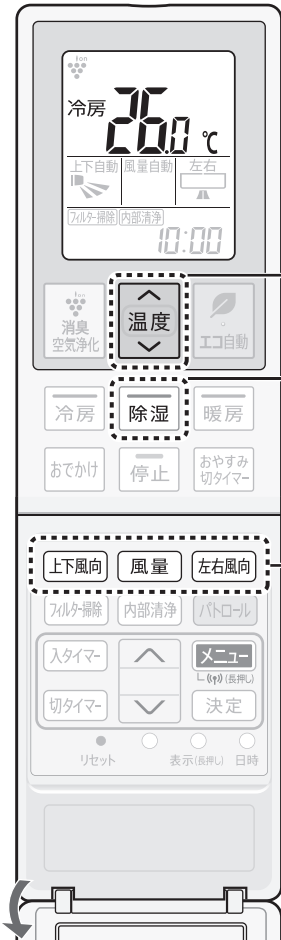 ion
冷房
26.0 ℃
上下自動 風量自動 左右
フィルター掃除 内部清浄
10:00
消臭
空気浄化
温度
エコ自動
冷房 除湿 暖房
おでかけ 停止 おやすみ
切タイマー
上下風向 風量 左右風向
フィルター掃除 内部清浄 パトロール
入タイマー メニュー
(長押し)
切タイマー 決定
リセット 表示(長押し) 日時